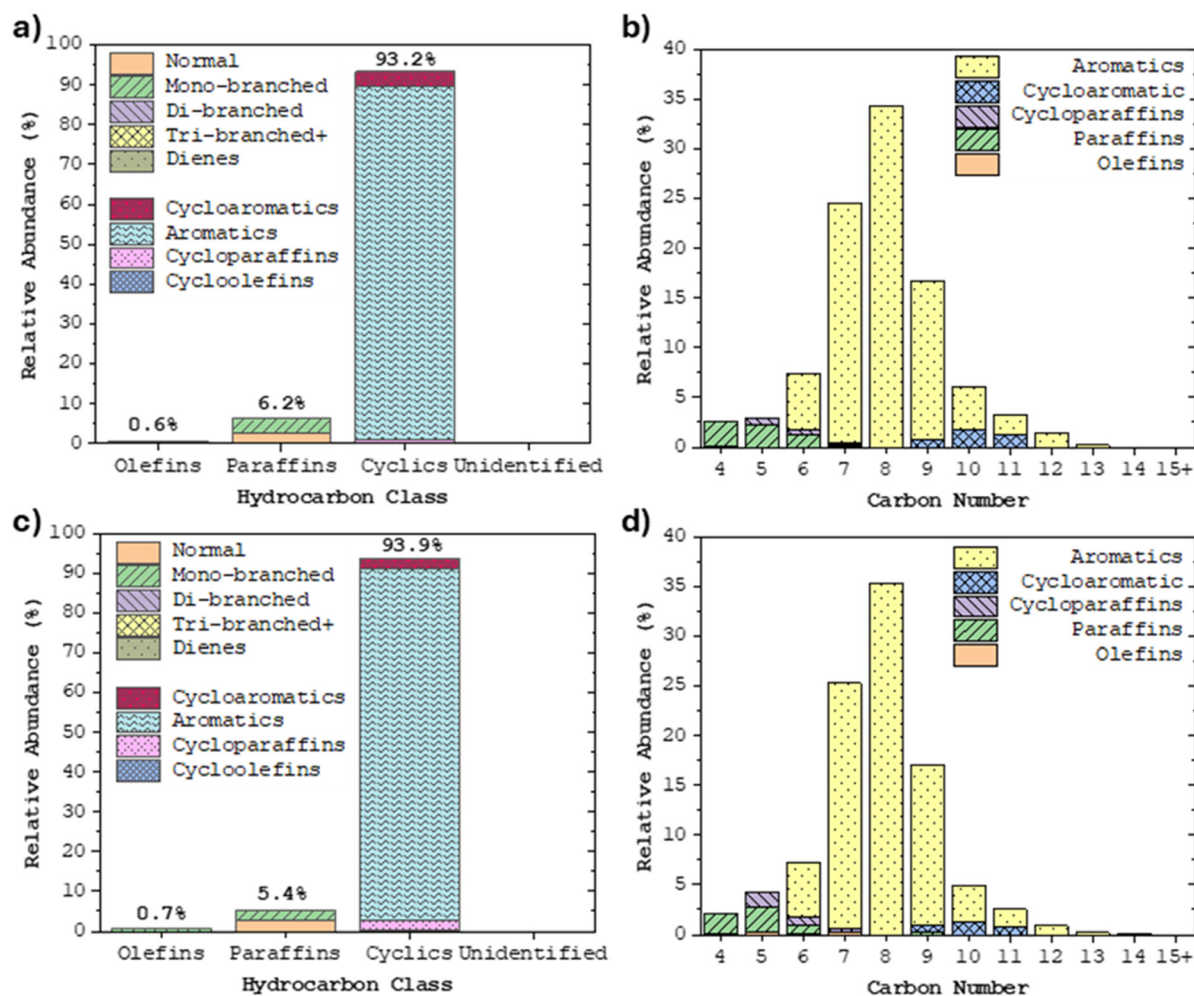 a)
100
90
80
70
60
50
40
30
20
10
0
Relative Abundance (%)
Normal
Mono-branched
Di-branched
Tri-branched+
Dienes
Cycloaromatics
Aromatics
Cycloparaffins
Cycloolefins
0.6%
6.2%
93.2%
Olefins Paraffins Cyclics Unidentified
Hydrocarbon Class
b)
40
35
30
25
20
15
10
5
0
Relative Abundance (%)
Aromatics
Cycloaromatic
Cycloparaffins
Paraffins
Olefins
4 5 6 7 8 9 10 11 12 13 14 15+
Carbon Number
c)
100
90
80
70
60
50
40
30
20
10
0
Relative Abundance (%)
Normal
Mono-branched
Di-branched
Tri-branched+
Dienes
Cycloaromatics
Aromatics
Cycloparaffins
Cycloolefins
0.7%
5.4%
93.9%
Olefins Paraffins Cyclics Unidentified
Hydrocarbon Class
d)
40
35
30
25
20
15
10
5
0
Relative Abundance (%)
Aromatics
Cycloaromatic
Cycloparaffins
Paraffins
Olefins
4 5 6 7 8 9 10 11 12 13 14 15+
Carbon Number